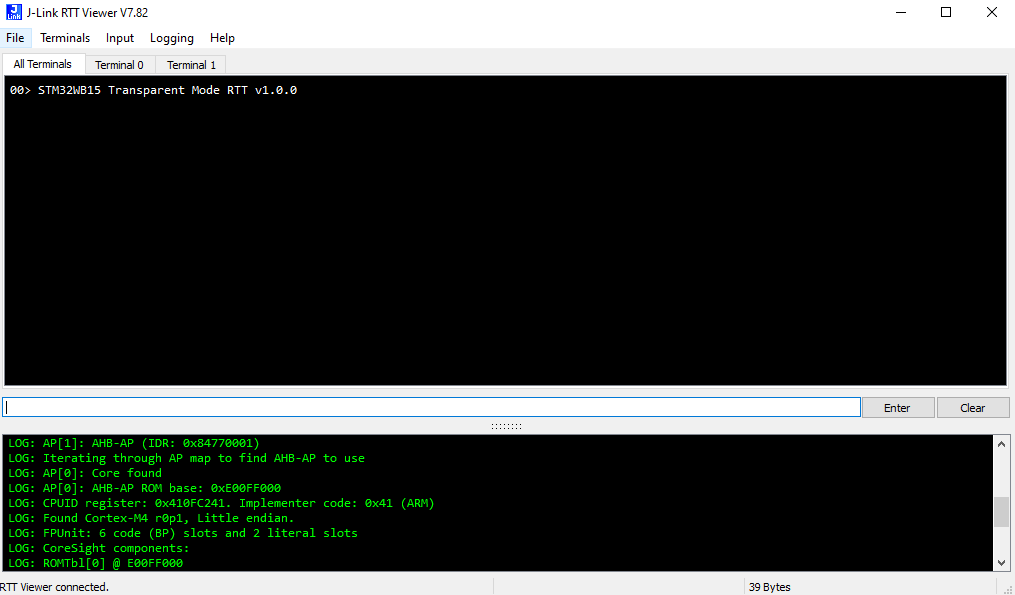 J-Link RTT Viewer V7.82
File Terminals Input Logging Help
All Terminals Terminal 0 Terminal 1
00> STM32WB15 Transparent Mode RTT v1.0.0
Enter Clear
LOG: AP[1]: AHB-AP (IDR: 0x84770001)
LOG: Iterating through AP map to find AHB-AP to use
LOG: AP[0]: Core found
LOG: AP[0]: AHB-AP ROM base: 0xE00FF000
LOG: CPUID register: 0x410FC241. Implementer code: 0x41 (ARM)
LOG: Found Cortex-M4 r0p1, Little endian.
LOG: FPUnit: 6 code (BP) slots and 2 literal slots
LOG: CoreSight components:
LOG: ROMTbl[0] @ E00FF000
RTT Viewer connected. 39 Bytes